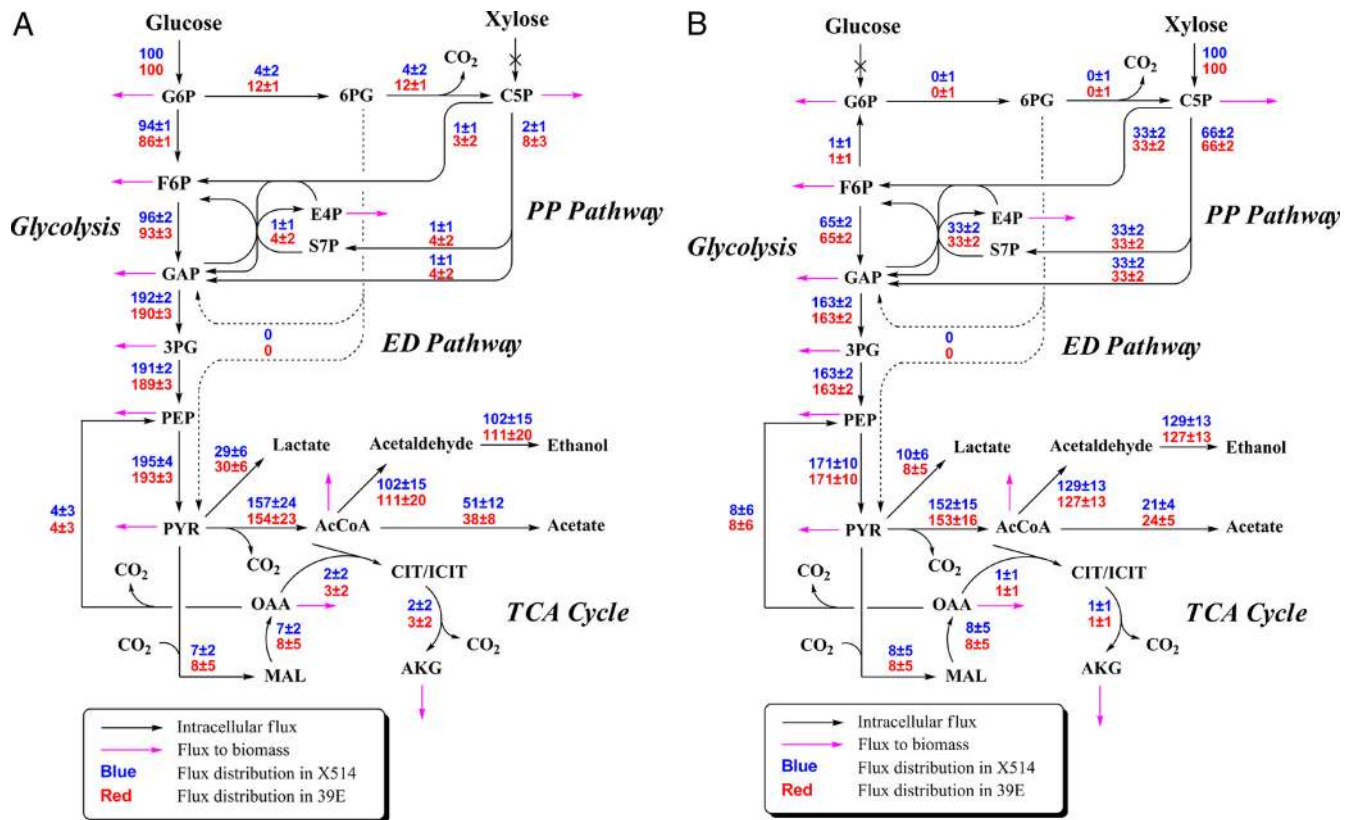 A
Glucose
Xylose
100
100
4±2
12±1
4±2
12±1
CO₂
G6P
6PG
C5P
94±1
86±1
1±1
3±2
2±1
8±3
F6P
E4P
PP Pathway
Glycolysis
96±2
93±3
1±1
4±2
S7P
1±1
4±2
1±1
4±2
GAP
192±2
190±3
0
0
ED Pathway
3PG
191±2
189±3
PEP
102±15
111±20
Lactate
Acetaldehyde
Ethanol
195±4
193±3
29±6
30±6
102±15
111±20
4±3
4±3
157±24
154±23
51±12
38±8
PYR
AcCoA
Acetate
CO₂
CO₂
CIT/ICIT
2±2
3±2
OAA
2±2
3±2
TCA Cycle
7±2
8±5
CO₂
CO₂
7±2
8±5
MAL
AKG
Intracellular flux
Flux to biomass
Blue Flux distribution in X514
Red Flux distribution in 39E
B
Glucose
Xylose
100
100
0±1
0±1
0±1
0±1
CO₂
G6P
6PG
C5P
1±1
1±1
33±2
33±2
66±2
66±2
F6P
E4P
PP Pathway
Glycolysis
65±2
65±2
33±2
33±2
S7P
33±2
33±2
33±2
33±2
GAP
163±2
163±2
0
0
ED Pathway
3PG
163±2
163±2
PEP
129±13
127±13
Lactate
Acetaldehyde
Ethanol
171±10
171±10
10±6
8±5
129±13
127±13
8±6
8±6
152±15
153±16
21±4
24±5
PYR
AcCoA
Acetate
CO₂
CO₂
CIT/ICIT
1±1
1±1
OAA
1±1
1±1
TCA Cycle
8±5
8±5
CO₂
CO₂
8±5
8±5
MAL
AKG
Intracellular flux
Flux to biomass
Blue Flux distribution in X514
Red Flux distribution in 39E